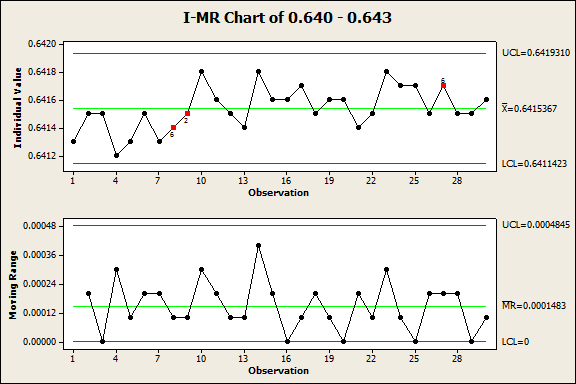 I-MR Chart of 0.640 - 0.643
Individual Value
0.6420
0.6418
0.6416
0.6414
0.6412
6
2
6
UCL=0.6419310
X̿=0.6415367
LCL=0.6411423
1 4 7 10 13 16 19 22 25 28
Observation
Moving Range
0.00048
0.00036
0.00024
0.00012
0.00000
UCL=0.0004845
M̅R̅=0.0001483
LCL=0
1 4 7 10 13 16 19 22 25 28
Observation